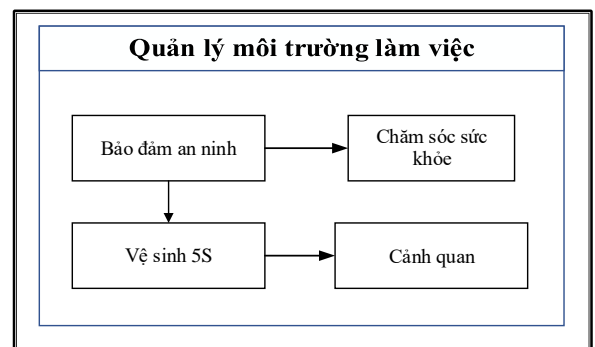 Quản lý môi trường làm việc
Bảo đảm an ninh
Chăm sóc sức
khỏe
Vệ sinh 5S
Cảnh quan